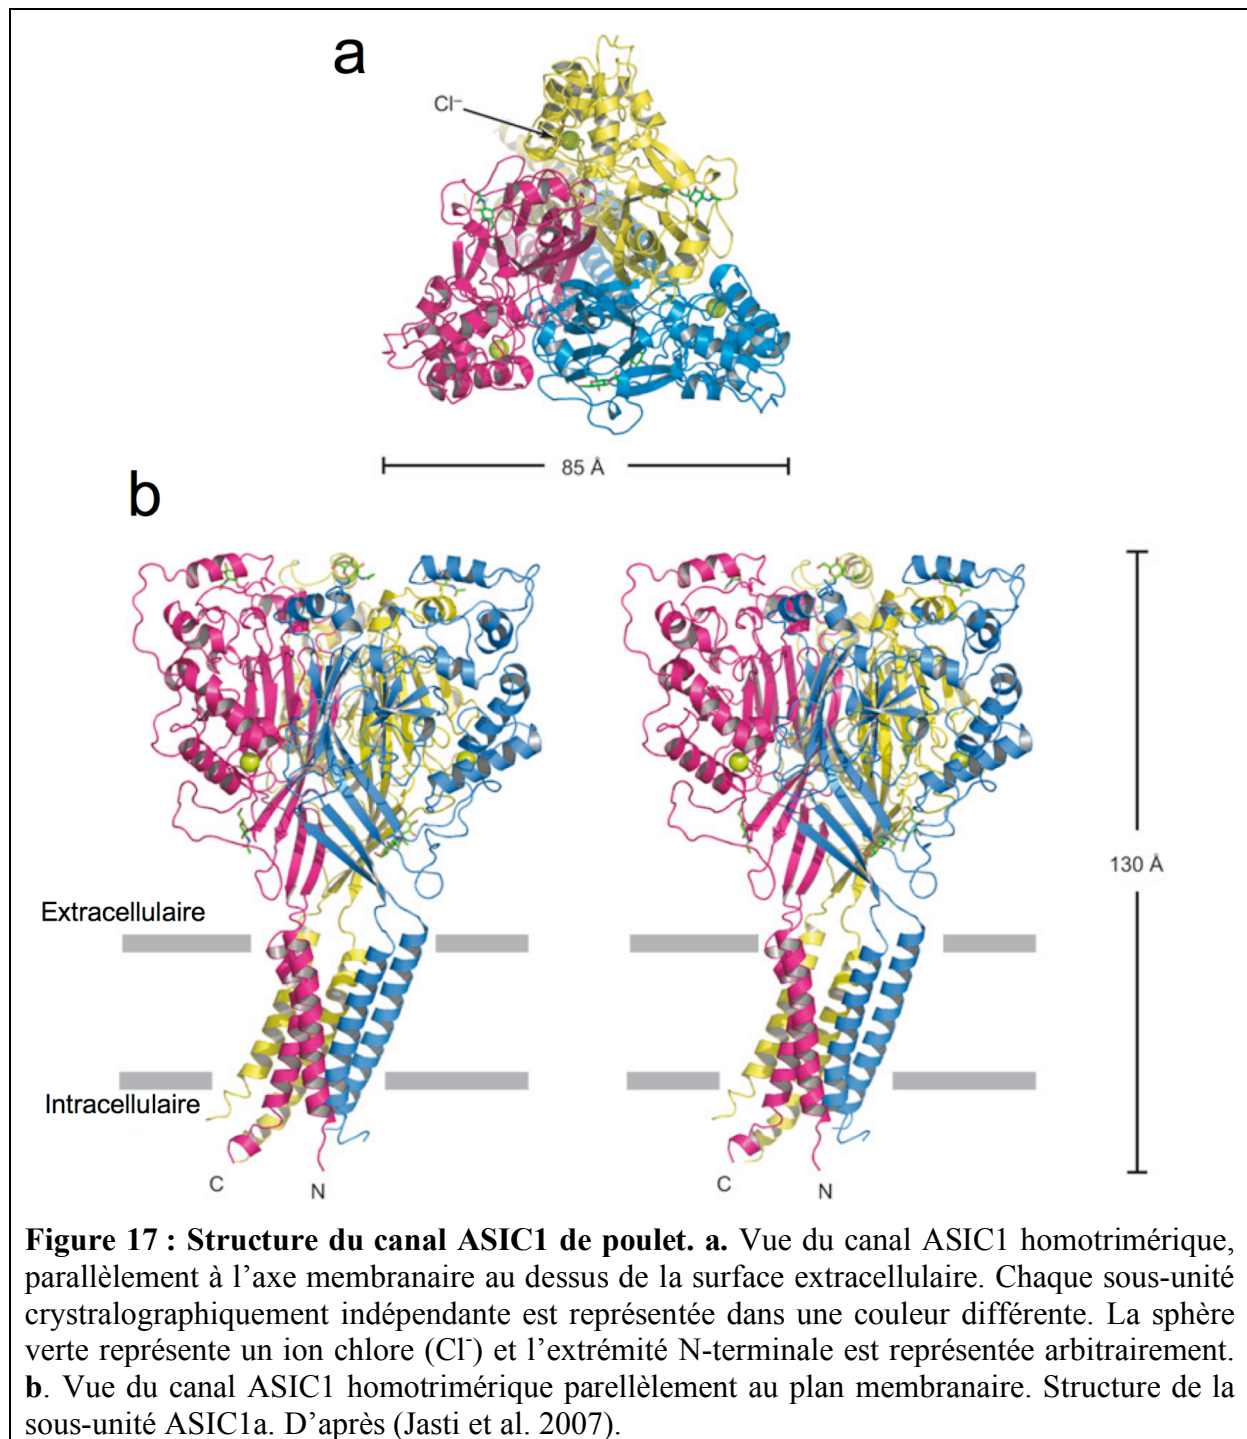 a
Cl⁻
85 Å
b
Extracellulaire
130 Å
Intracellulaire
C
N
C
N
Figure 17 : Structure du canal ASIC1 de poulet. a. Vue du canal ASIC1 homotrimérique,
parallèlement à l’axe membranaire au dessus de la surface extracellulaire. Chaque sous-unité
crystralographiquement indépendante est représentée dans une couleur différente. La sphère
verte représente un ion chlore (Cl⁻) et l’extrémité N-terminale est représentée arbitrairement.
b. Vue du canal ASIC1 homotrimérique parellèlement au plan membranaire. Structure de la
sous-unité ASIC1a. D’après (Jasti et al. 2007).